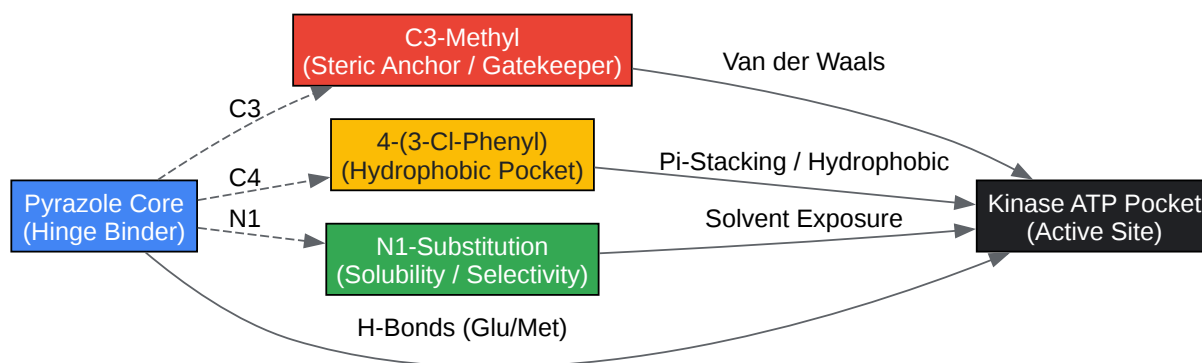 C3-Methyl
(Steric Anchor / Gatekeeper)
Van der Waals
C3
4-(3-Cl-Phenyl)
(Hydrophobic Pocket)
Pi-Stacking / Hydrophobic
C4
Pyrazole Core
(Hinge Binder)
Kinase ATP Pocket
(Active Site)
N1
Solvent Exposure
N1-Substitution
(Solubility / Selectivity)
H-Bonds (Glu/Met)